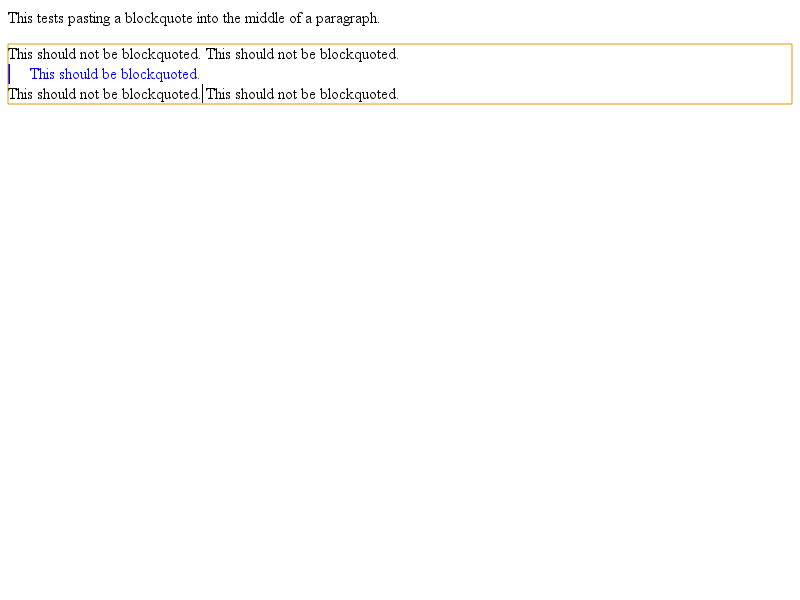 This tests pasting a blockquote into the middle of a paragraph.
This should not be blockquoted. This should not be blockquoted.
This should be blockquoted.
This should not be blockquoted. This should not be blockquoted.